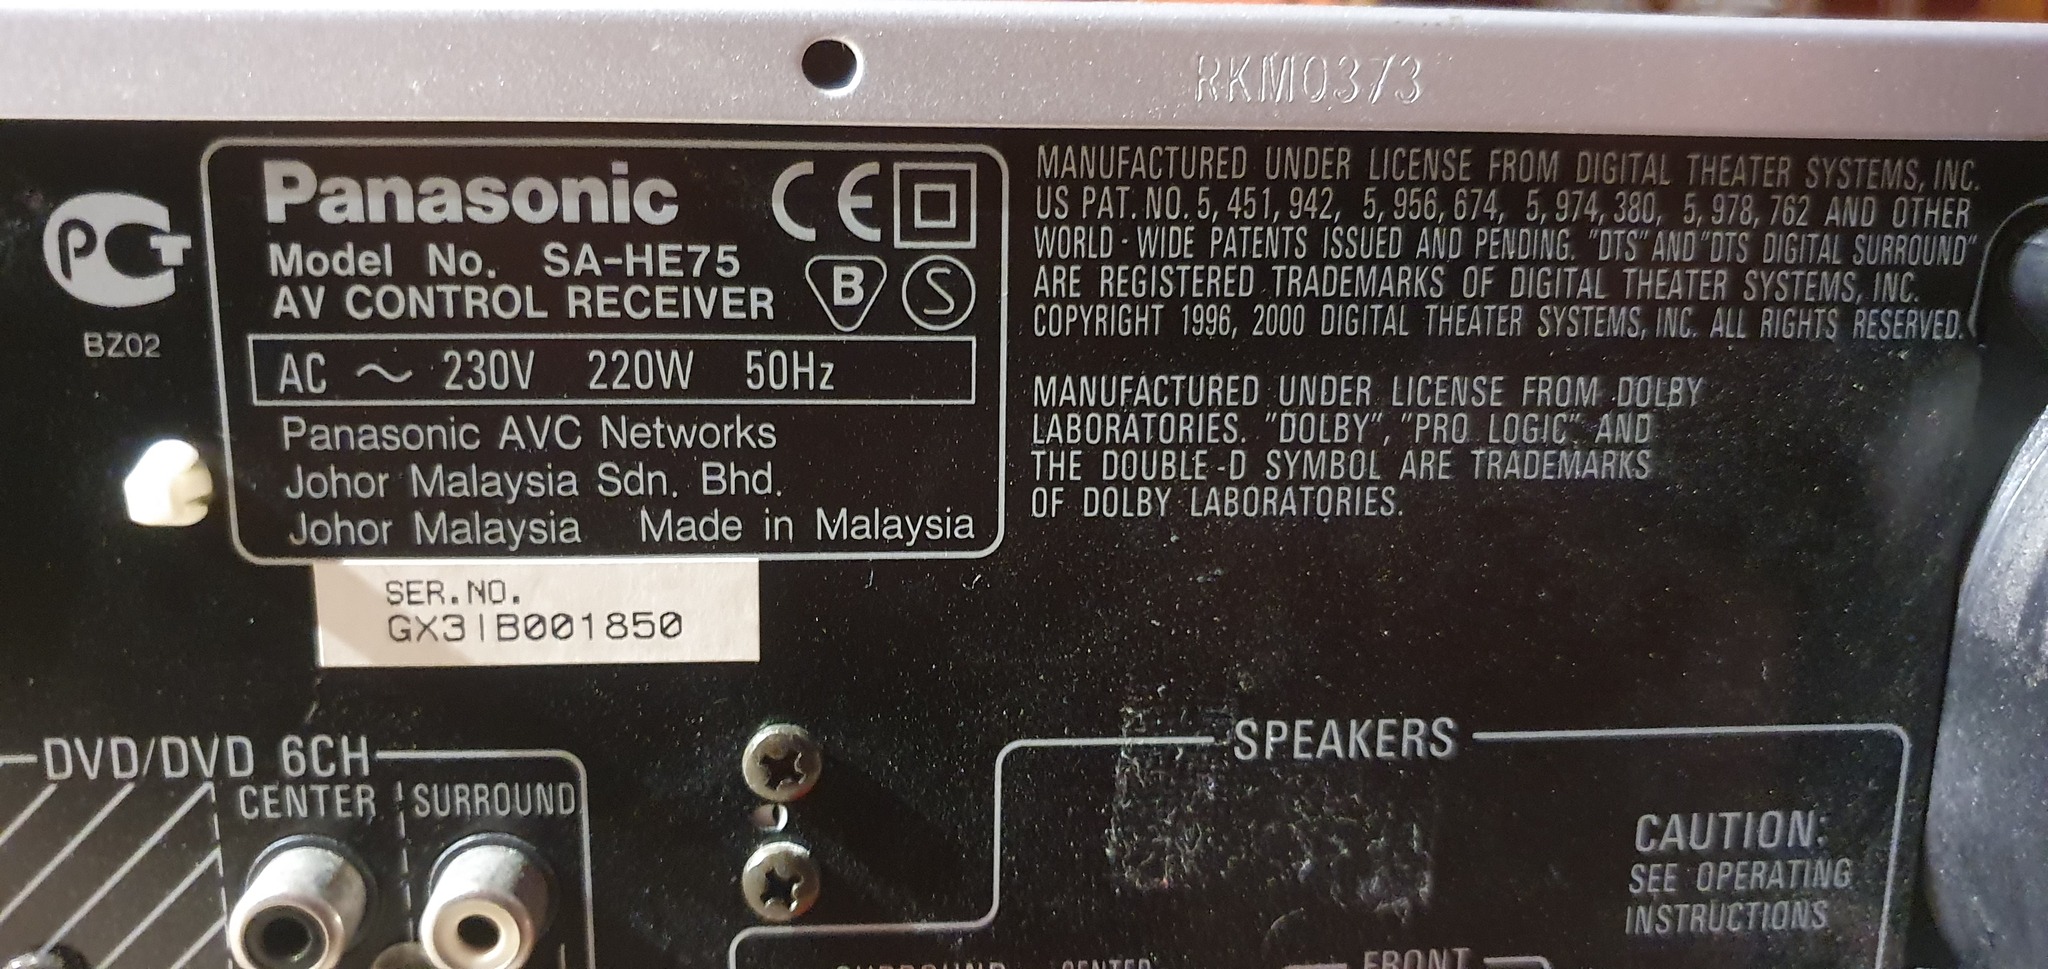 RKM0373
Panasonic
CE
Model No. SA-HE75
B
S
AV CONTROL RECEIVER
РСТ
BZ02
AC ~ 230V 220W 50Hz
Panasonic AVC Networks
Johor Malaysia Sdn. Bhd.
Johor Malaysia Made in Malaysia
SER.NO.
GX3IB001850
MANUFACTURED UNDER LICENSE FROM DIGITAL THEATER SYSTEMS, INC.
US PAT. NO. 5, 451, 942, 5, 956, 674, 5, 974, 380, 5, 978, 762 AND OTHER
WORLD-WIDE PATENTS ISSUED AND PENDING. "DTS" AND "DTS DIGITAL SURROUND"
ARE REGISTERED TRADEMARKS OF DIGITAL THEATER SYSTEMS, INC.
COPYRIGHT 1996, 2000 DIGITAL THEATER SYSTEMS, INC. ALL RIGHTS RESERVED.
MANUFACTURED UNDER LICENSE FROM DOLBY
LABORATORIES. "DOLBY", "PRO LOGIC" AND
THE DOUBLE-D SYMBOL ARE TRADEMARKS
OF DOLBY LABORATORIES.
DVD/DVD 6CH
CENTER SURROUND
SPEAKERS
CAUTION:
SEE OPERATING
INSTRUCTIONS
SURROUND CENTER FRONT